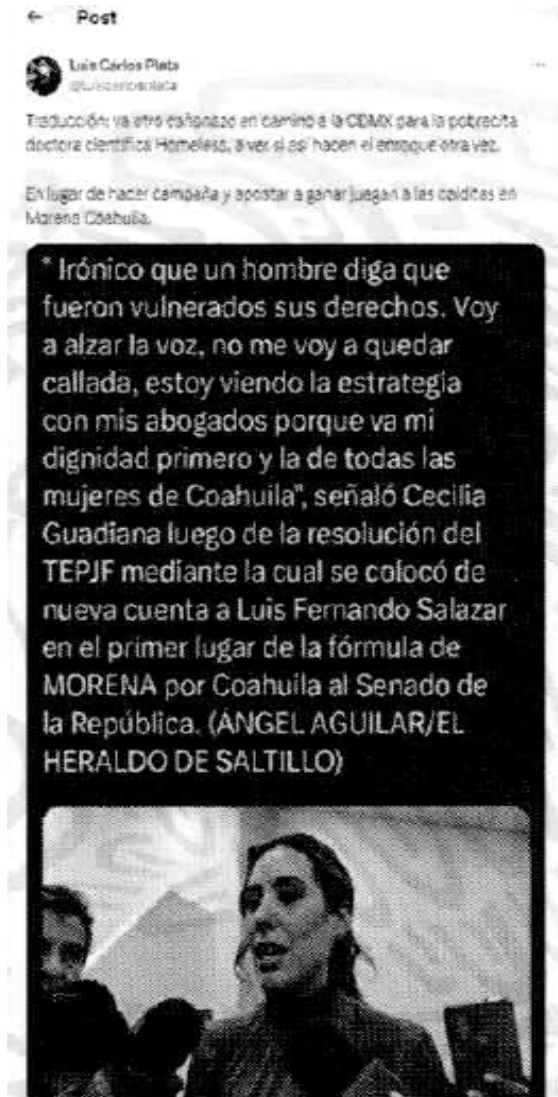 ← Post
Luis Carlos Plata
@luiscarlosplata
Traducción: va otro cañonazo en camino a la CDMX para la pobrecita
doctora científica Homeless, a ver si así hacen el enroque otra vez.
En lugar de hacer campaña y apostar a ganar juegan a las caiditas en
Morena Coahuila.
" Irónico que un hombre diga que
fueron vulnerados sus derechos. Voy
a alzar la voz, no me voy a quedar
callada, estoy viendo la estrategia
con mis abogados porque va mi
dignidad primero y la de todas las
mujeres de Coahuila", señaló Cecilia
Guadiana luego de la resolución del
TEPJF mediante la cual se colocó de
nueva cuenta a Luis Fernando Salazar
en el primer lugar de la fórmula de
MORENA por Coahuila al Senado de
la República. (ÁNGEL AGUILAR/EL
HERALDO DE SALTILLO)